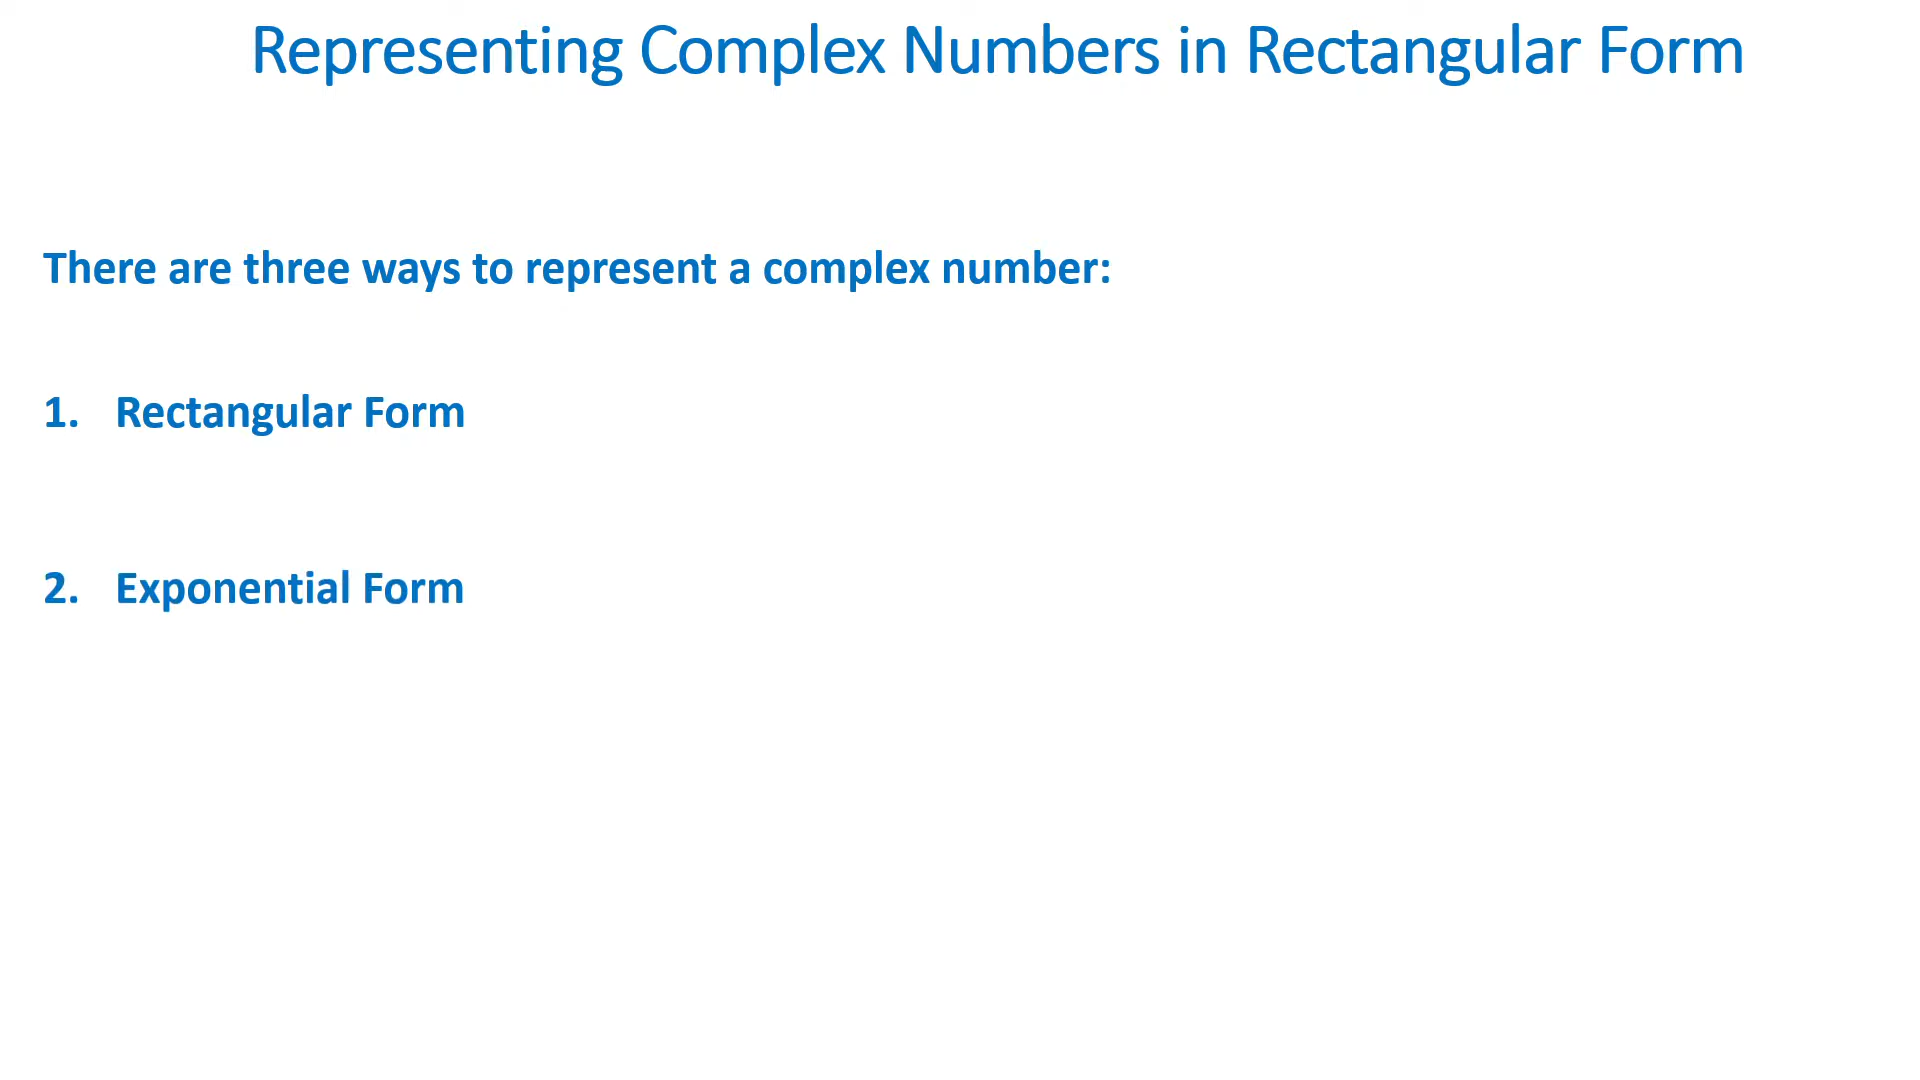 Representing Complex Numbers in Rectangular Form
There are three ways to represent a complex number:
1. Rectangular Form
2. Exponential Form